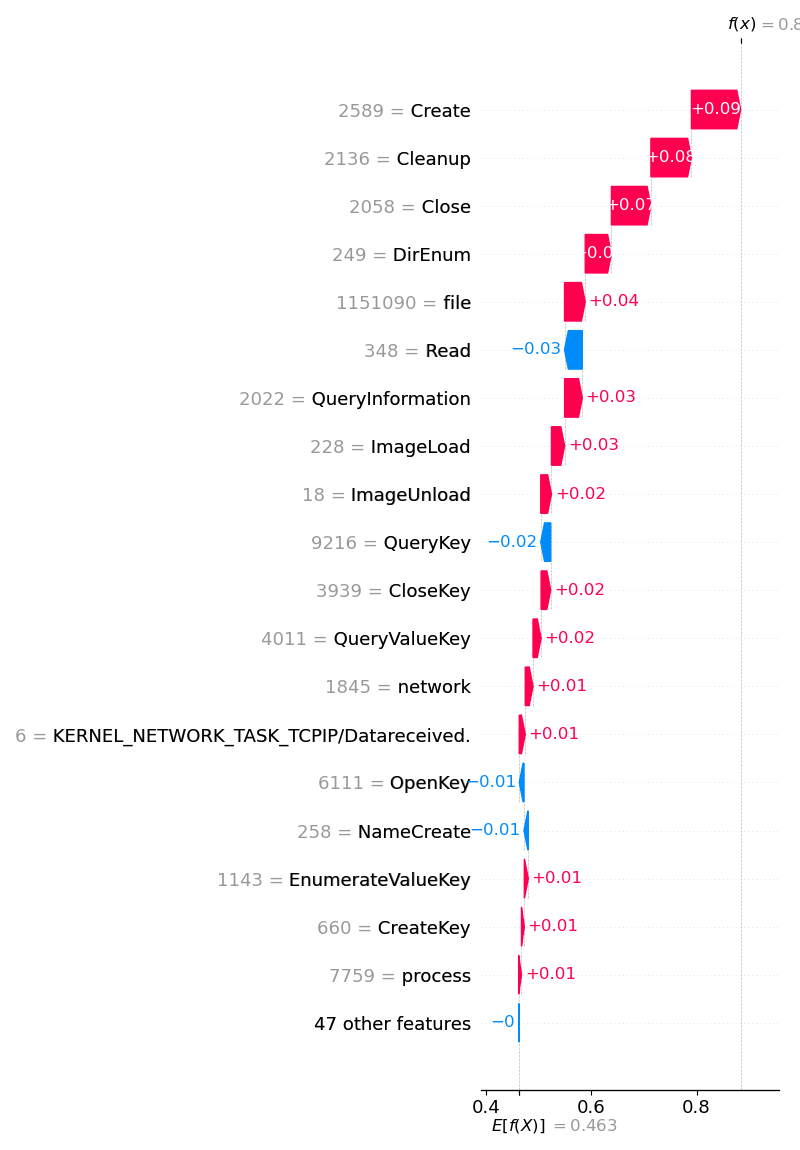 f(x) = 0.8
2589 = Create +0.09
2136 = Cleanup +0.08
2058 = Close +0.07
249 = DirEnum
1151090 = file +0.04
348 = Read −0.03
2022 = QueryInformation +0.03
228 = ImageLoad +0.03
18 = ImageUnload +0.02
9216 = QueryKey −0.02
3939 = CloseKey +0.02
4011 = QueryValueKey +0.02
1845 = network +0.01
6 = KERNEL_NETWORK_TASK_TCPIP/Datareceived. +0.01
6111 = OpenKey −0.01
258 = NameCreate −0.01
1143 = EnumerateValueKey +0.01
660 = CreateKey +0.01
7759 = process +0.01
47 other features −0
0.4 0.6 0.8
E[f(X)] = 0.463